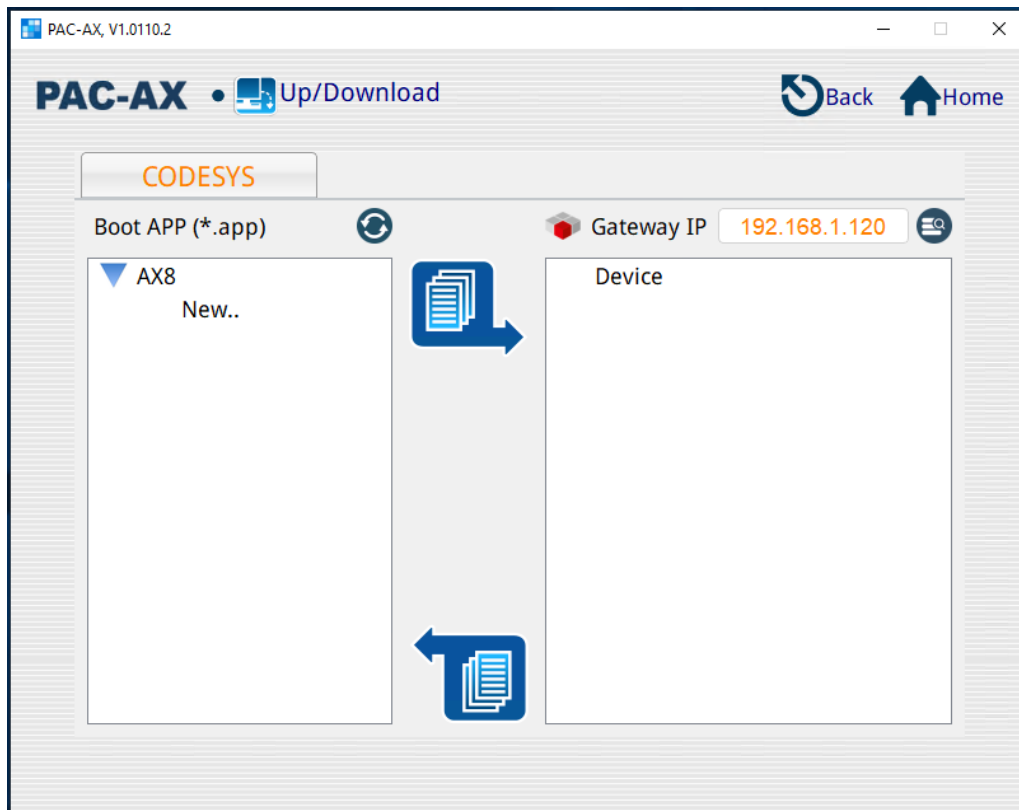 PAC-AX, V1.0110.2
PAC-AX • Up/Download
Back
Home
CODESYS
Boot APP (*.app)
Gateway IP 192.168.1.120
AX8
New..
Device